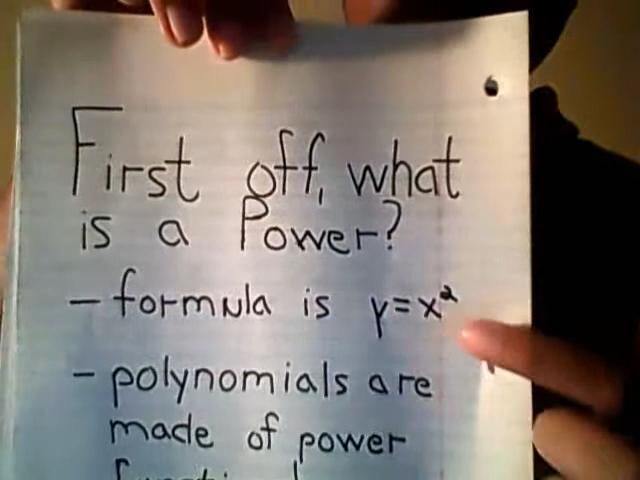 First off, what
is a Power?
- formula is y=x²
- polynomials are
made of power